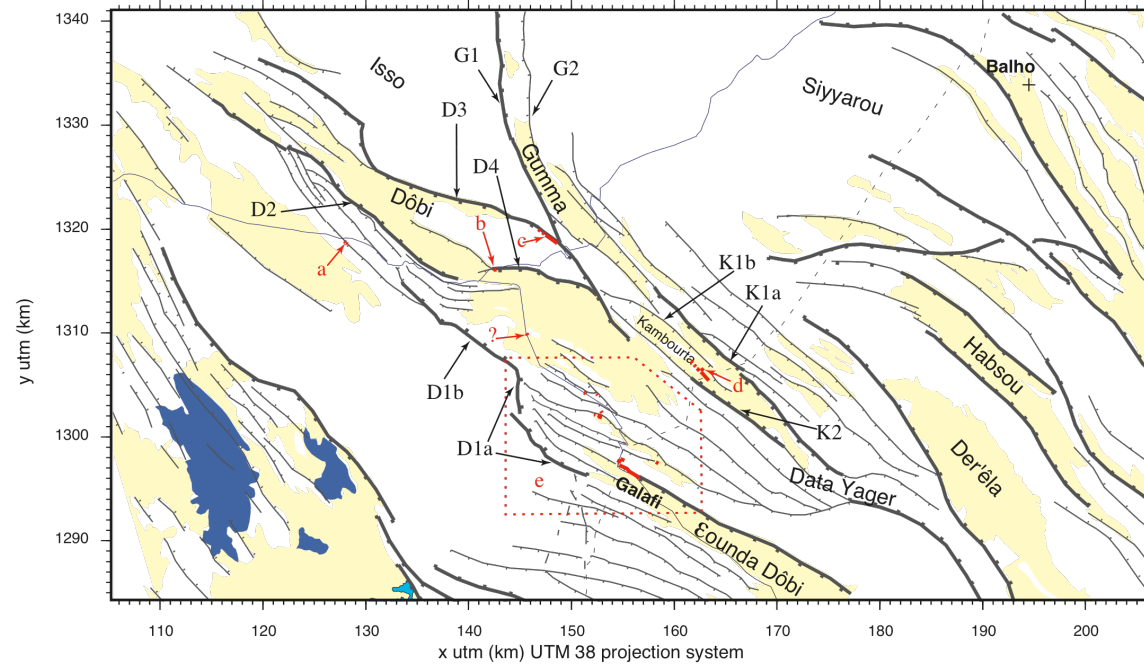 1340
1330
1320
1310
1300
1290
y utm (km)
Isso
G1
G2
Siyyarou
Balho
D3
D4
Gumma
D2
Dôbi
b
c
a
K1b
K1a
?
Kambourta
d
Habsou
D1b
K2
D1a
e
Galafi
Data Yager
Der'êla
Ɛounda Dôbi
110
120
130
140
150
160
170
180
190
200
x utm (km) UTM 38 projection system